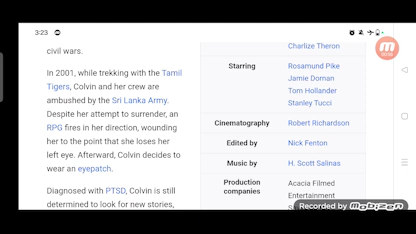 3:23
civil wars.
In 2001, while trekking with the Tamil
Tigers, Colvin and her crew are
ambushed by the Sri Lanka Army.
Despite her attempt to surrender, an
RPG fires in her direction, wounding
her to the point that she loses her
left eye. Afterward, Colvin decides to
wear an eyepatch.
Diagnosed with PTSD, Colvin is still
determined to look for new stories,
Charlize Theron
Starring
Rosamund Pike
Jamie Dornan
Tom Hollander
Stanley Tucci
Cinematography Robert Richardson
Edited by Nick Fenton
Music by H. Scott Salinas
Production
companies
Acacia Filmed
Entertainment
Recorded by Mobizen